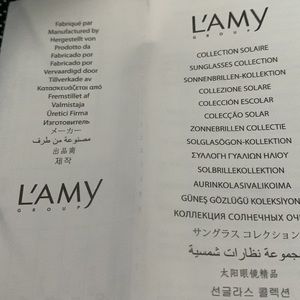 Fabriqué par
Manufactured by
Hergestellt von
Prodotto da
Fabricado por
Fabricado por
Vervaardigd door
Tillverkade av
Κατασκευάζεται από
Fremstillet af
Valmistaja
Üretici Firma
Изготовитель
メーカー
مصنوعة من طرف
出品商
제작
L'AMY
GROUP
L'AMY
GROUP
COLLECTION SOLAIRE
SUNGLASSES COLLECTION
SONNENBRILLEN-KOLLEKTION
COLLEZIONE SOLARE
COLECCIÓN ESCOLAR
COLECÇÃO SOLAR
ZONNEBRILLEN COLLECTIE
SOLGLASÖGON-KOLLEKTION
ΣΥΛΛΟΓΗ ΓΥΑΛΙΩΝ ΗΛΙΟΥ
SOLBRILLEKOLLEKTION
AURINKOLASIVALIKOIMA
GÜNEŞ GÖZLÜĞÜ KOLEKSİYON
КОЛЛЕКЦИЯ СОЛНЕЧНЫХ ОЧ
サングラス コレクション
مجموعة نظارات شمسية
太阳眼镜精品
선글라스 콜렉션